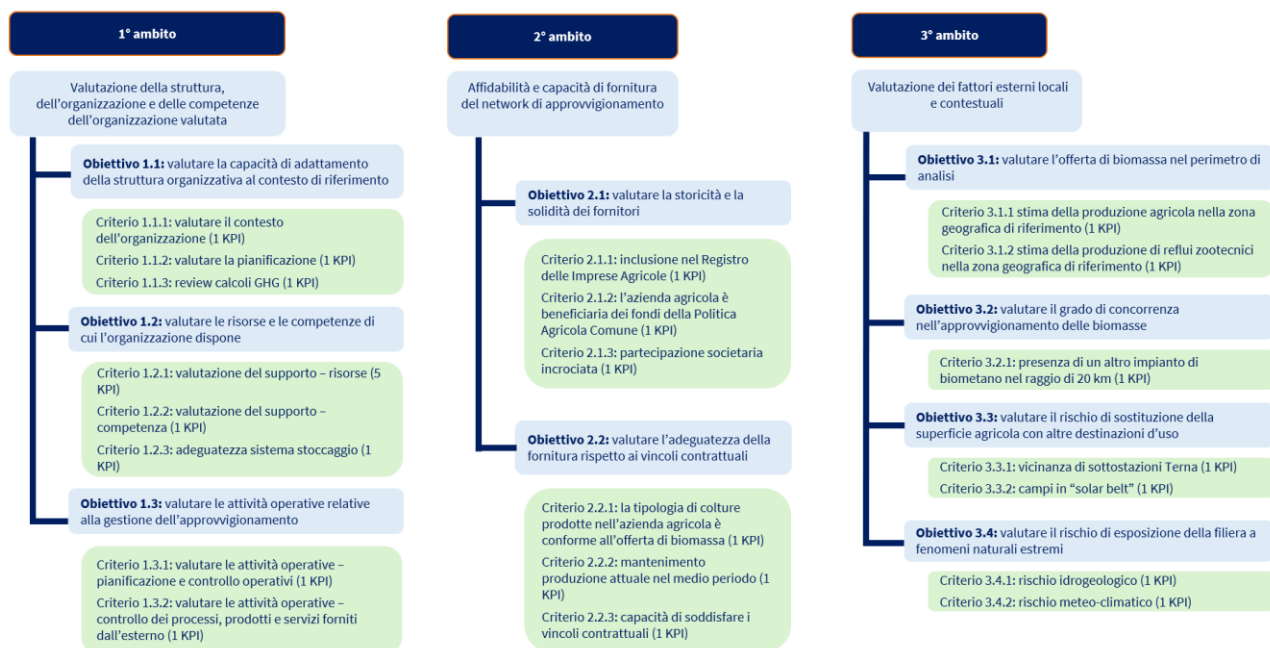 1° ambito
Valutazione della struttura,
dell'organizzazione e delle competenze
dell'organizzazione valutata
Obiettivo 1.1: valutare la capacità di adattamento
della struttura organizzativa al contesto di riferimento
Criterio 1.1.1: valutare il contesto
dell'organizzazione (1 KPI)
Criterio 1.1.2: valutare la pianificazione (1 KPI)
Criterio 1.1.3: review calcoli GHG (1 KPI)
Obiettivo 1.2: valutare le risorse e le competenze di
cui l'organizzazione dispone
Criterio 1.2.1: valutazione del supporto – risorse (5
KPI)
Criterio 1.2.2: valutazione del supporto –
competenza (1 KPI)
Criterio 1.2.3: adeguatezza sistema stoccaggio (1
KPI)
Obiettivo 1.3: valutare le attività operative relative
alla gestione dell'approvvigionamento
Criterio 1.3.1: valutare le attività operative –
pianificazione e controllo operativi (1 KPI)
Criterio 1.3.2: valutare le attività operative –
controllo dei processi, prodotti e servizi forniti
dall'esterno (1 KPI)
2° ambito
Affidabilità e capacità di fornitura
del network di approvvigionamento
Obiettivo 2.1: valutare la storicità e la
solidità dei fornitori
Criterio 2.1.1: inclusione nel Registro
delle Imprese Agricole (1 KPI)
Criterio 2.1.2: l'azienda agricola è
beneficiaria dei fondi della Politica
Agricola Comune (1 KPI)
Criterio 2.1.3: partecipazione societaria
incrociata (1 KPI)
Obiettivo 2.2: valutare l'adeguatezza della
fornitura rispetto ai vincoli contrattuali
Criterio 2.2.1: la tipologia di colture
prodotte nell'azienda agricola è
conforme all'offerta di biomassa (1 KPI)
Criterio 2.2.2: mantenimento
produzione attuale nel medio periodo (1
KPI)
Criterio 2.2.3: capacità di soddisfare i
vincoli contrattuali (1 KPI)
3° ambito
Valutazione dei fattori esterni locali
e contestuali
Obiettivo 3.1: valutare l'offerta di biomassa nel perimetro di
analisi
Criterio 3.1.1 stima della produzione agricola nella zona
geografica di riferimento (1 KPI)
Criterio 3.1.2 stima della produzione di reflui zootecnici
nella zona geografica di riferimento (1 KPI)
Obiettivo 3.2: valutare il grado di concorrenza
nell'approvvigionamento delle biomasse
Criterio 3.2.1: presenza di un altro impianto di
biometano nel raggio di 20 km (1 KPI)
Obiettivo 3.3: valutare il rischio di sostituzione della
superficie agricola con altre destinazioni d'uso
Criterio 3.3.1: vicinanza di sottostazioni Terna (1 KPI)
Criterio 3.3.2: campi in "solar belt" (1 KPI)
Obiettivo 3.4: valutare il rischio di esposizione della filiera a
fenomeni naturali estremi
Criterio 3.4.1: rischio idrogeologico (1 KPI)
Criterio 3.4.2: rischio meteo-climatico (1 KPI)